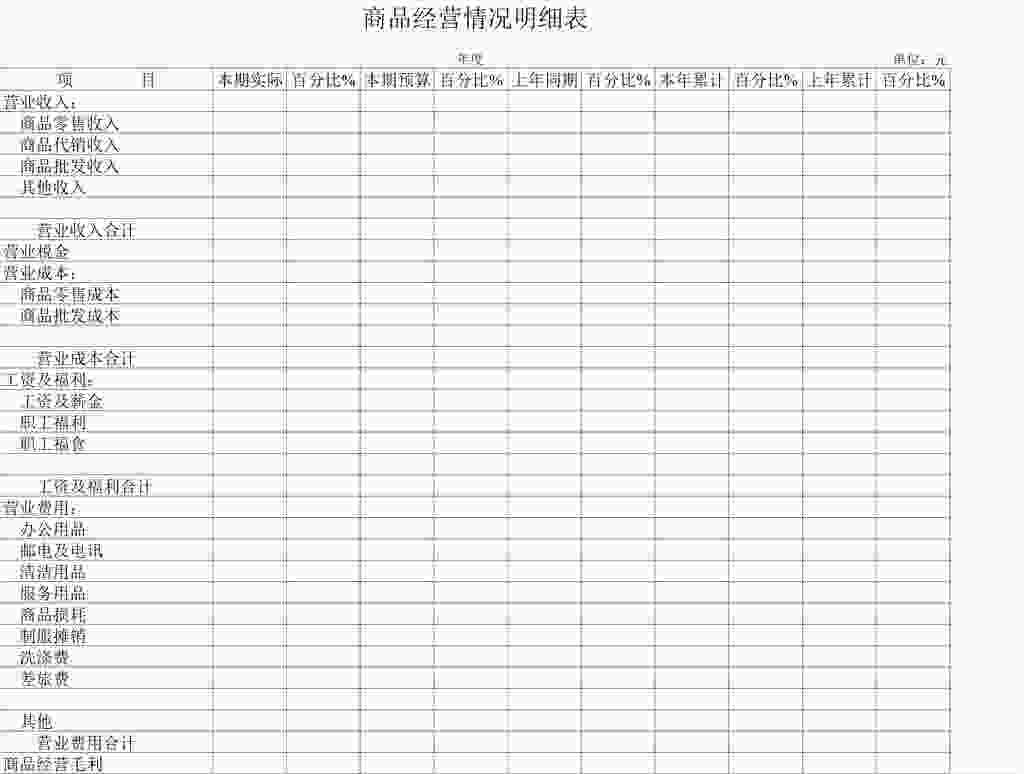 商品经营情况明细表
年度 单位：元
项 目 本期实际 百分比% 本期预算 百分比% 上年同期 百分比% 本年累计 百分比% 上年累计 百分比%
营业收入：
商品零售收入
商品代销收入
商品批发收入
其他收入
营业收入合计
营业税金
营业成本：
商品零售成本
商品批发成本
营业成本合计
工资及福利：
工资及薪金
职工福利
职工福食
工资及福利合计
营业费用：
办公用品
邮电及电讯
清洁用品
服务用品
商品损耗
制服摊销
洗涤费
差旅费
其他
营业费用合计
商品经营毛利